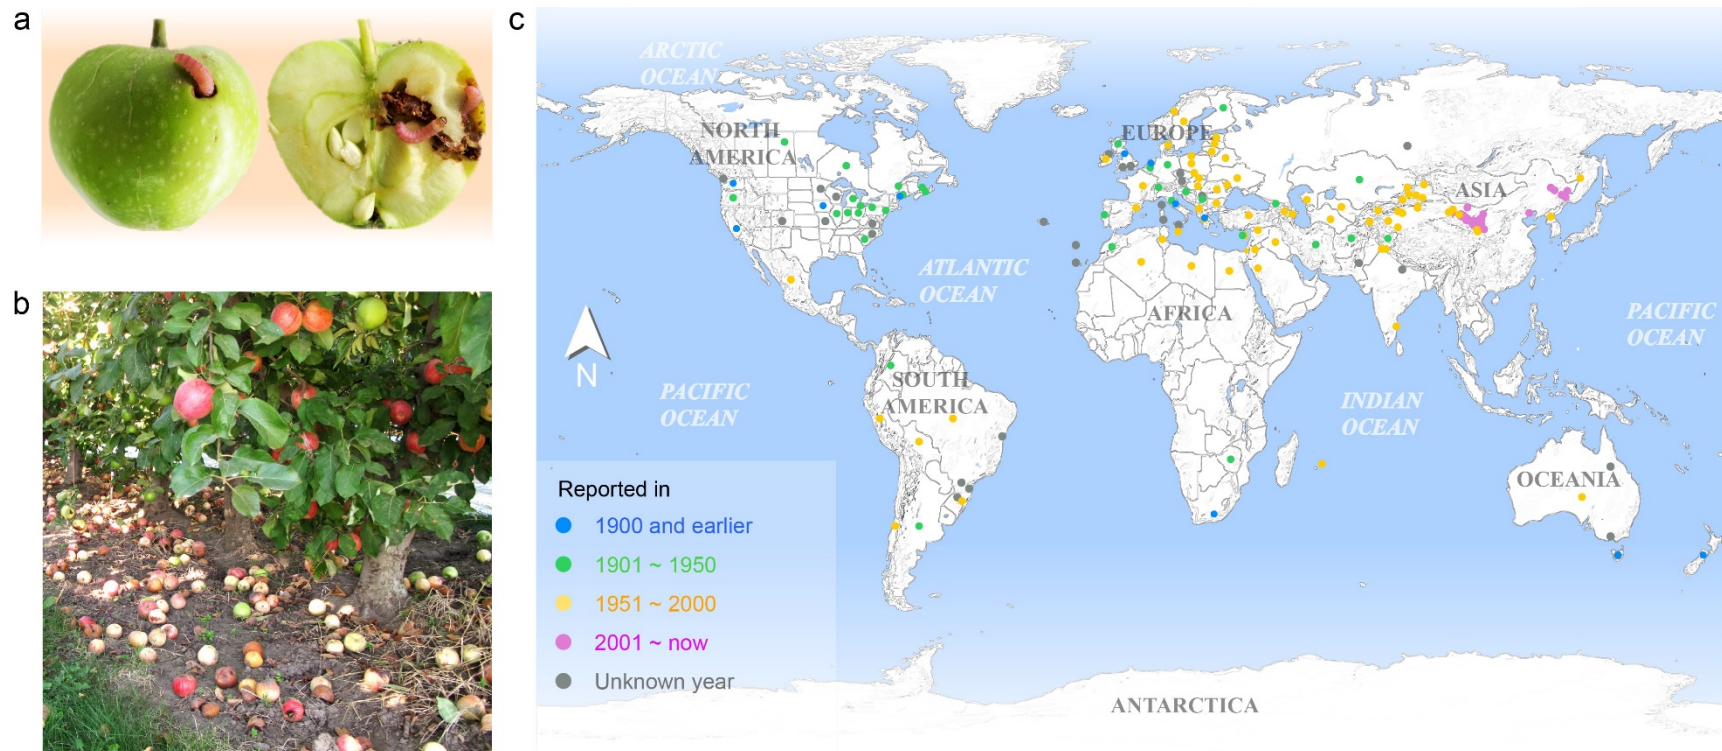 a
b
c
ARCTIC
OCEAN
NORTH
AMERICA
EUROPE
ASIA
ATLANTIC
OCEAN
AFRICA
PACIFIC
OCEAN
N
PACIFIC
OCEAN
SOUTH
AMERICA
INDIAN
OCEAN
OCEANIA
Reported in
1900 and earlier
1901 ~ 1950
1951 ~ 2000
2001 ~ now
Unknown year
ANTARCTICA